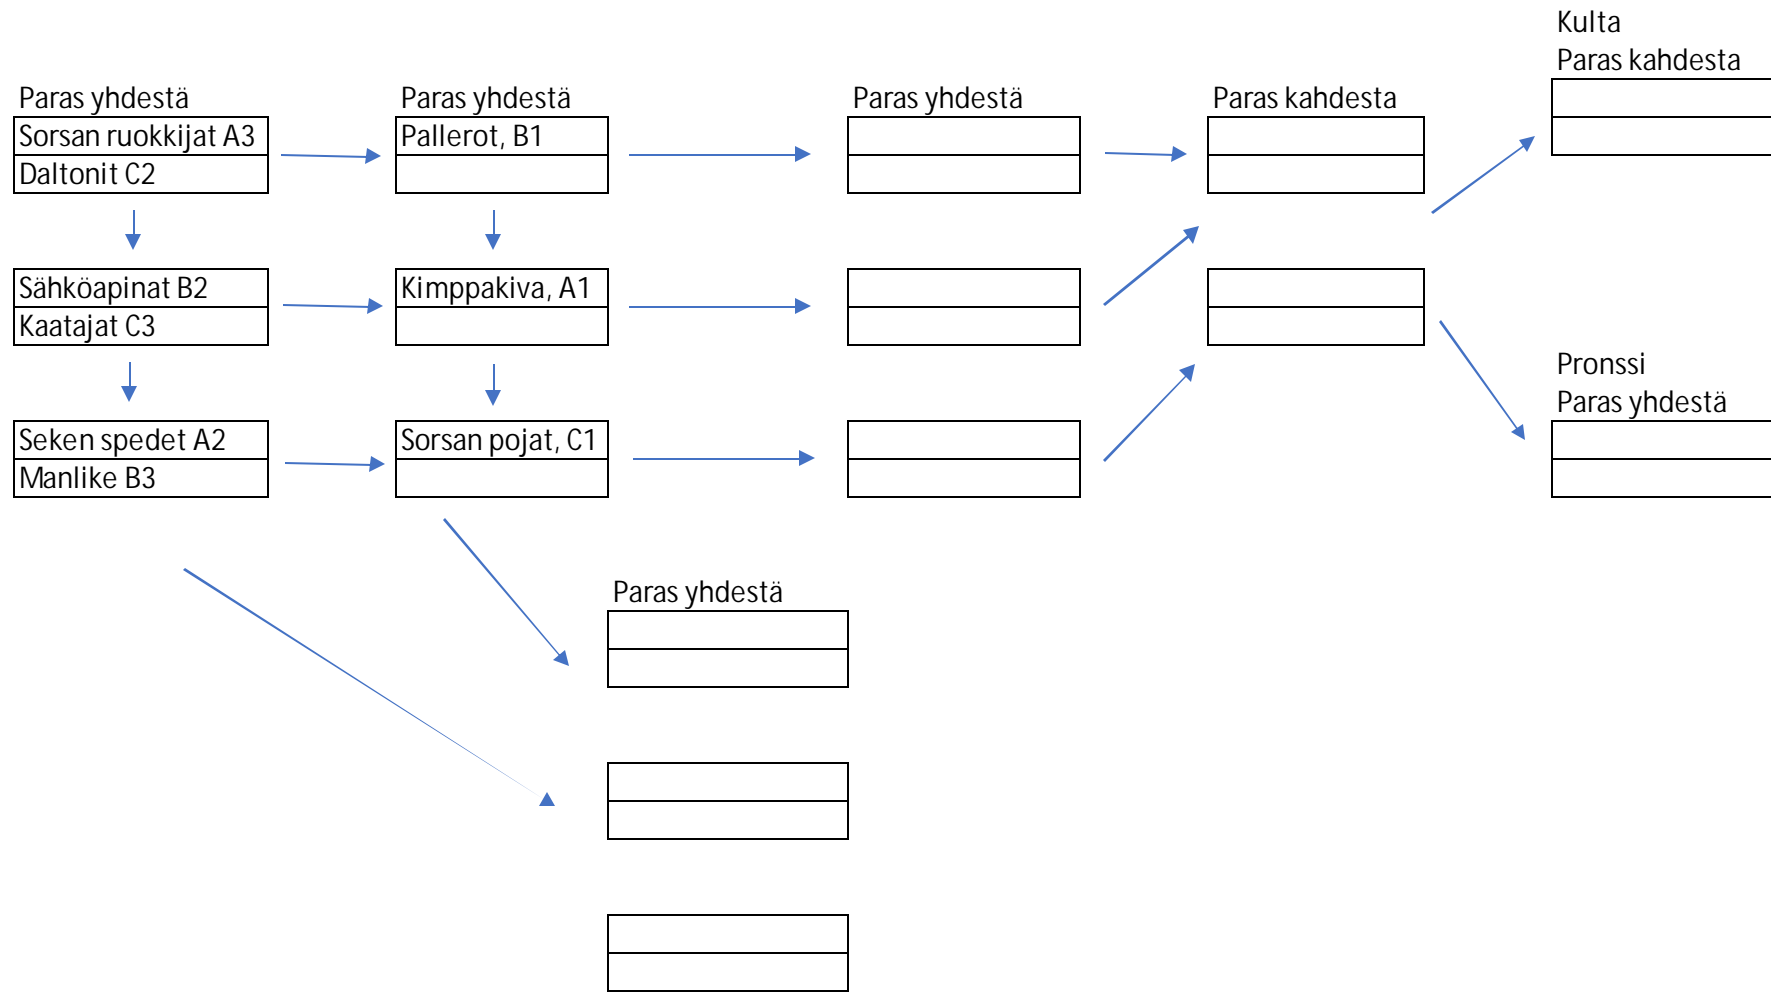 Kulta
Paras kahdesta
Paras yhdestä
Paras yhdestä
Paras yhdestä
Paras kahdesta
Sorsan ruokkijat A3
Pallerot, B1
Daltonit C2
Sähköapinat B2
Kimppakiva, A1
Kaatajat C3
Pronssi
Paras yhdestä
Seken spedet A2
Sorsan pojat, C1
Manlike B3
Paras yhdestä